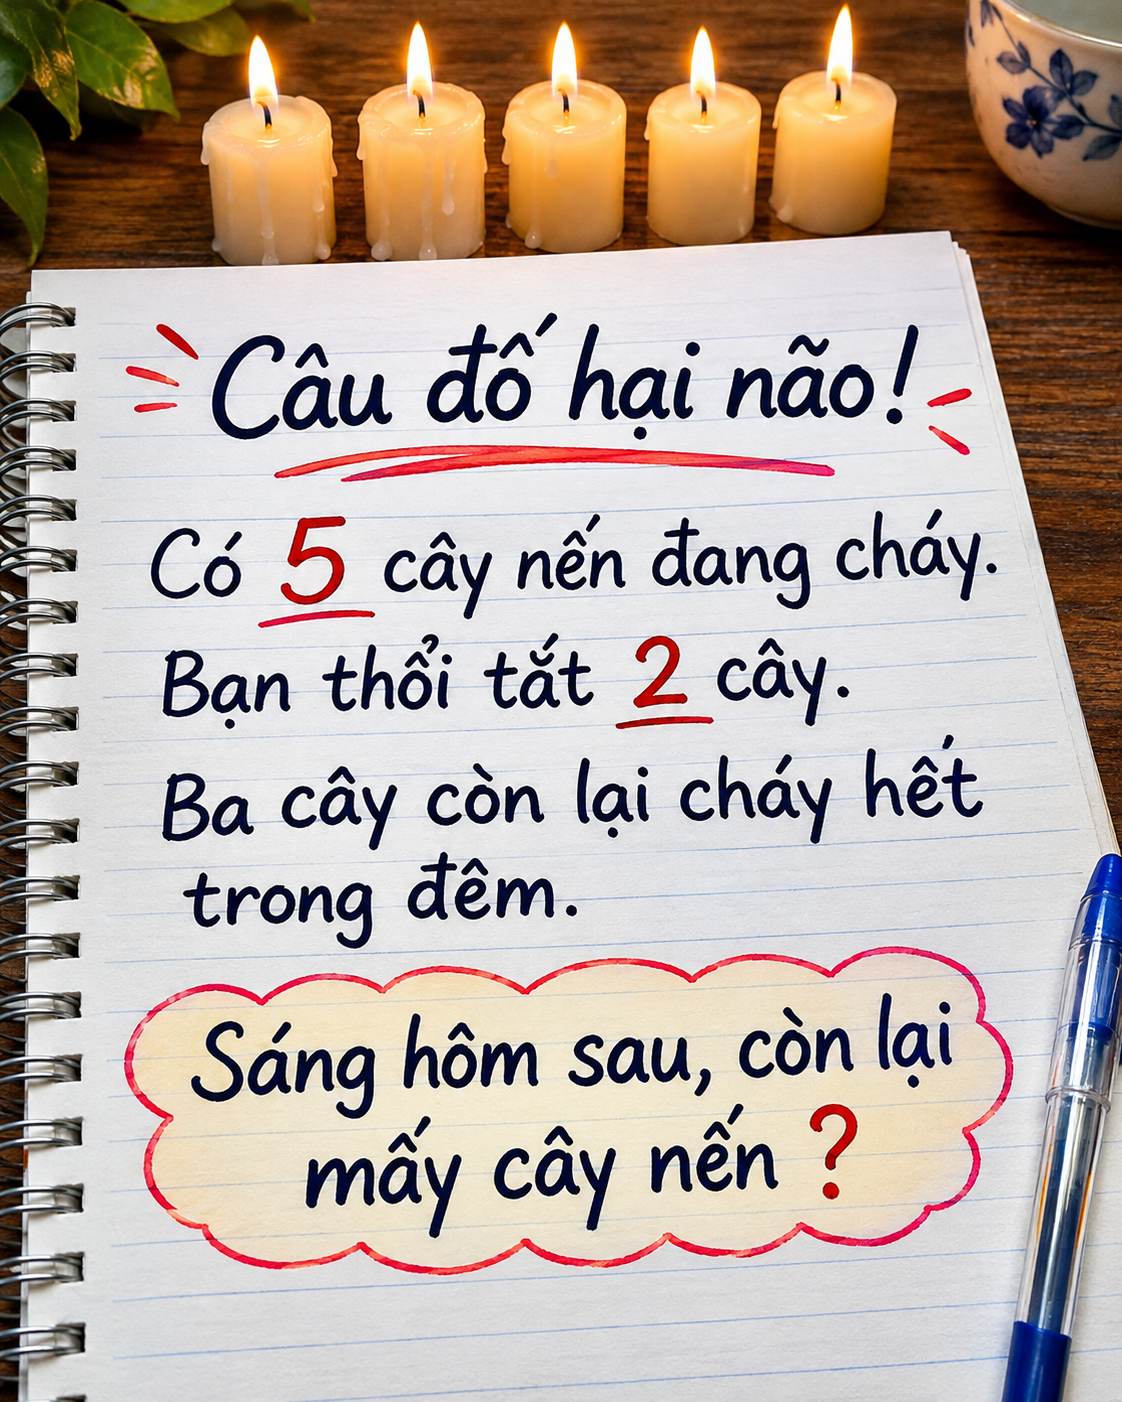 Câu đố hại não!
Có 5 cây nến đang cháy.
Bạn thổi tắt 2 cây.
Ba cây còn lại cháy hết
trong đêm.
Sáng hôm sau, còn lại
mấy cây nến ?